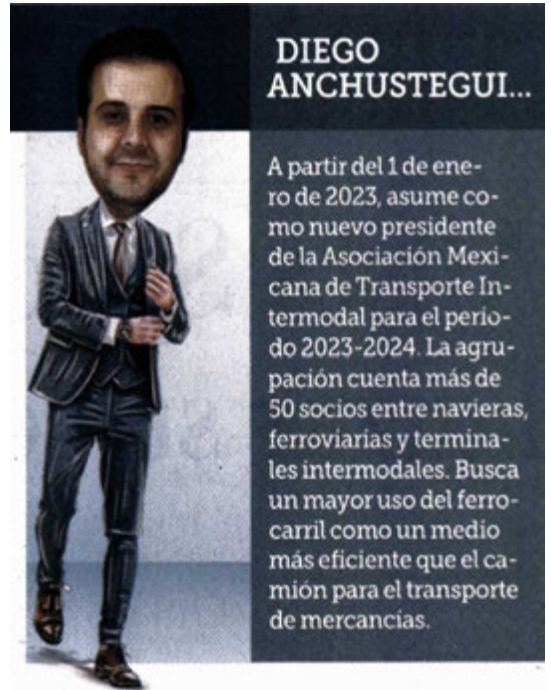 DIEGO
ANCHUSTEGUI...
A partir del 1 de ene-
ro de 2023, asume co-
mo nuevo presidente
de la Asociación Mexi-
cana de Transporte In-
termodal para el perio-
do 2023-2024. La agru-
pación cuenta más de
50 socios entre navieras,
ferroviarias y termina-
les intermodales. Busca
un mayor uso del ferro-
carril como un medio
más eficiente que el ca-
mión para el transporte
de mercancías.